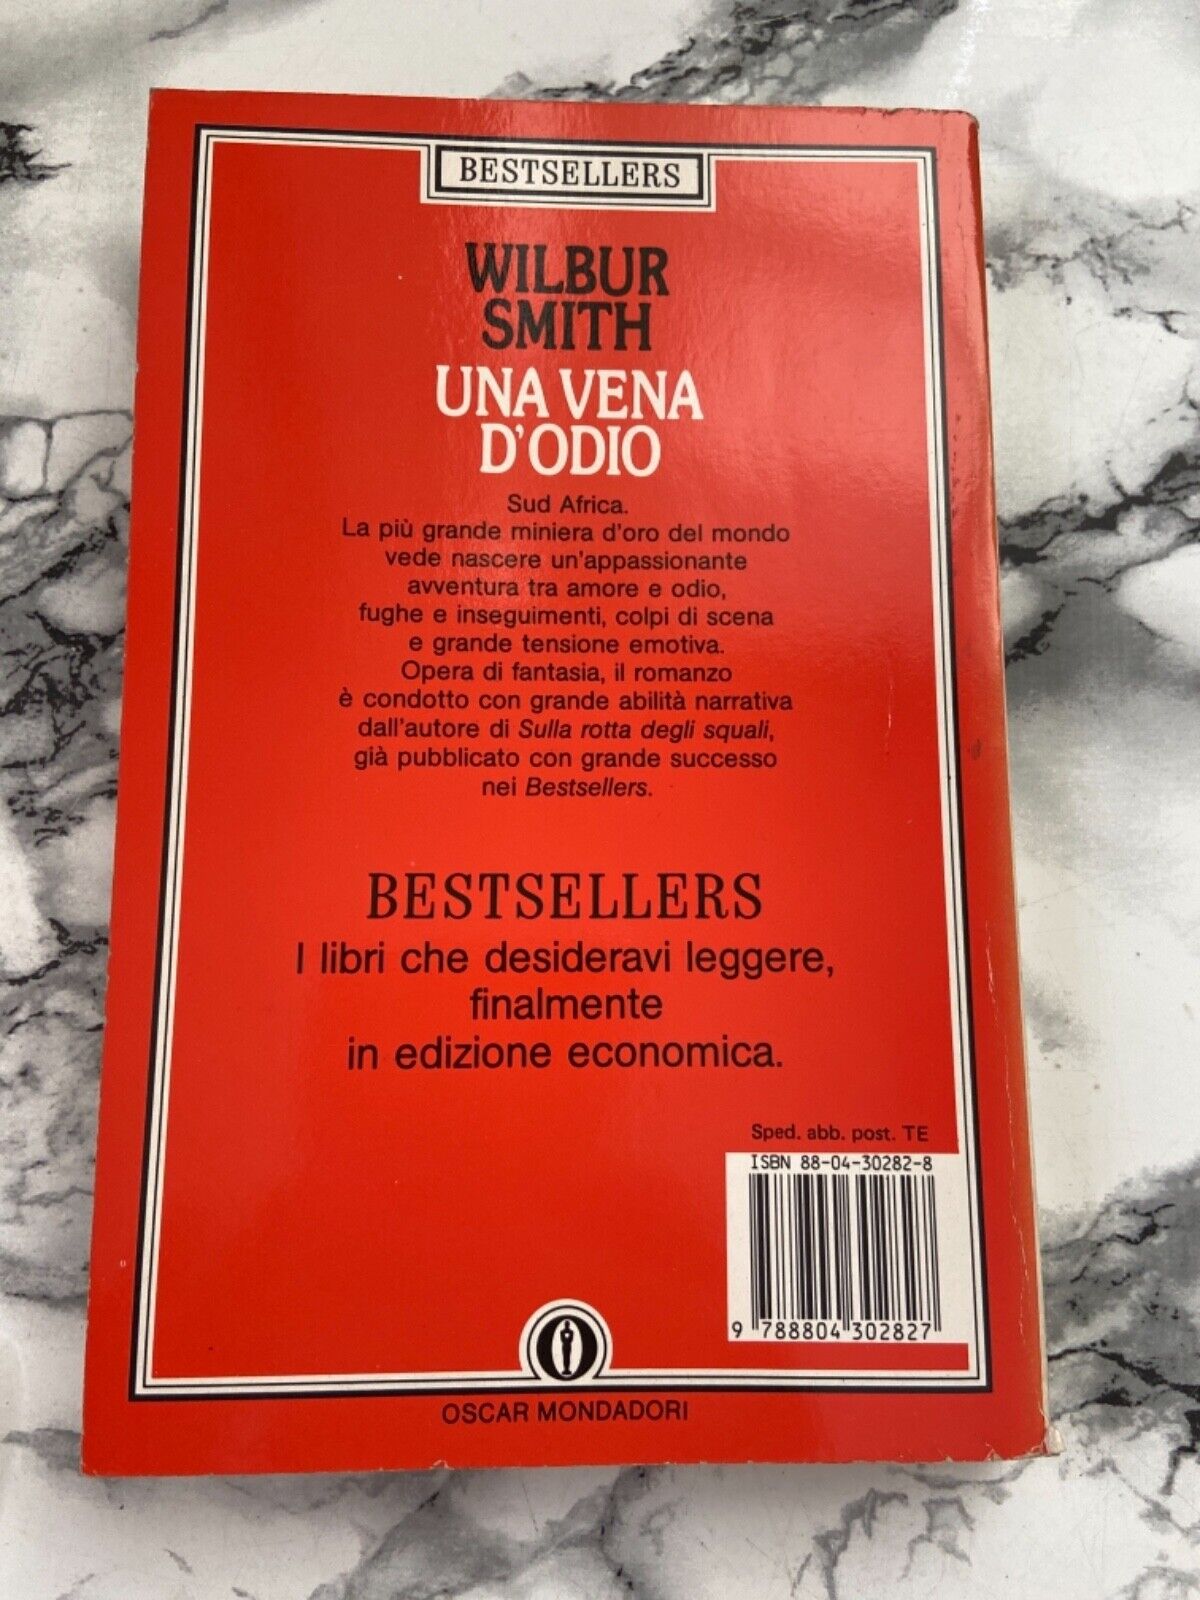 BESTSELLERS
WILBUR
SMITH
UNA VENA
D'ODIO
Sud Africa.
La più grande miniera d'oro del mondo
vede nascere un'appassionante
avventura tra amore e odio,
fughe e inseguimenti, colpi di scena
e grande tensione emotiva.
Opera di fantasia, il romanzo
è condotto con grande abilità narrativa
dall'autore di Sulla rotta degli squali,
già pubblicato con grande successo
nei Bestsellers.
BESTSELLERS
I libri che desideravi leggere,
finalmente
in edizione economica.
Sped. abb. post. TE
ISBN 88-04-30282-8
9 788804 302827
OSCAR MONDADORI